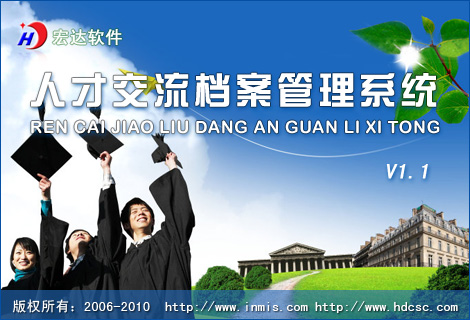 宏达软件
人才交流档案管理系统
REN CAI JIAO LIU DANG AN GUAN LI XI TONG
V1.1
版权所有：2006-2010 http://www.inmis.com http://www.hdcsc.com